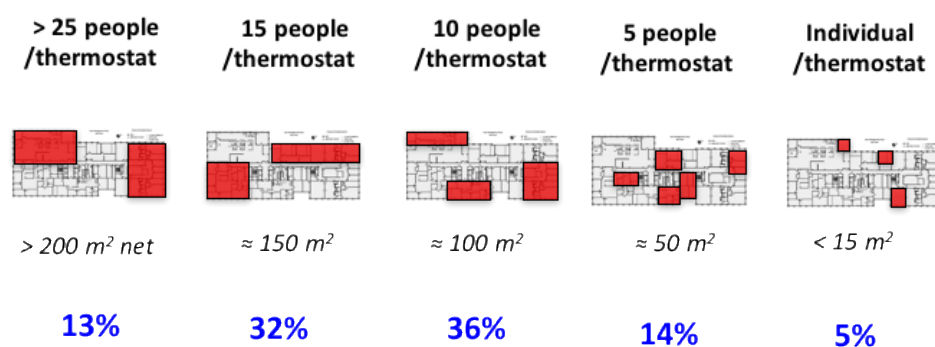 > 25 people
/thermostat
15 people
/thermostat
10 people
/thermostat
5 people
/thermostat
Individual
/thermostat
> 200 m² net
≈ 150 m²
≈ 100 m²
≈ 50 m²
< 15 m²
13%
32%
36%
14%
5%